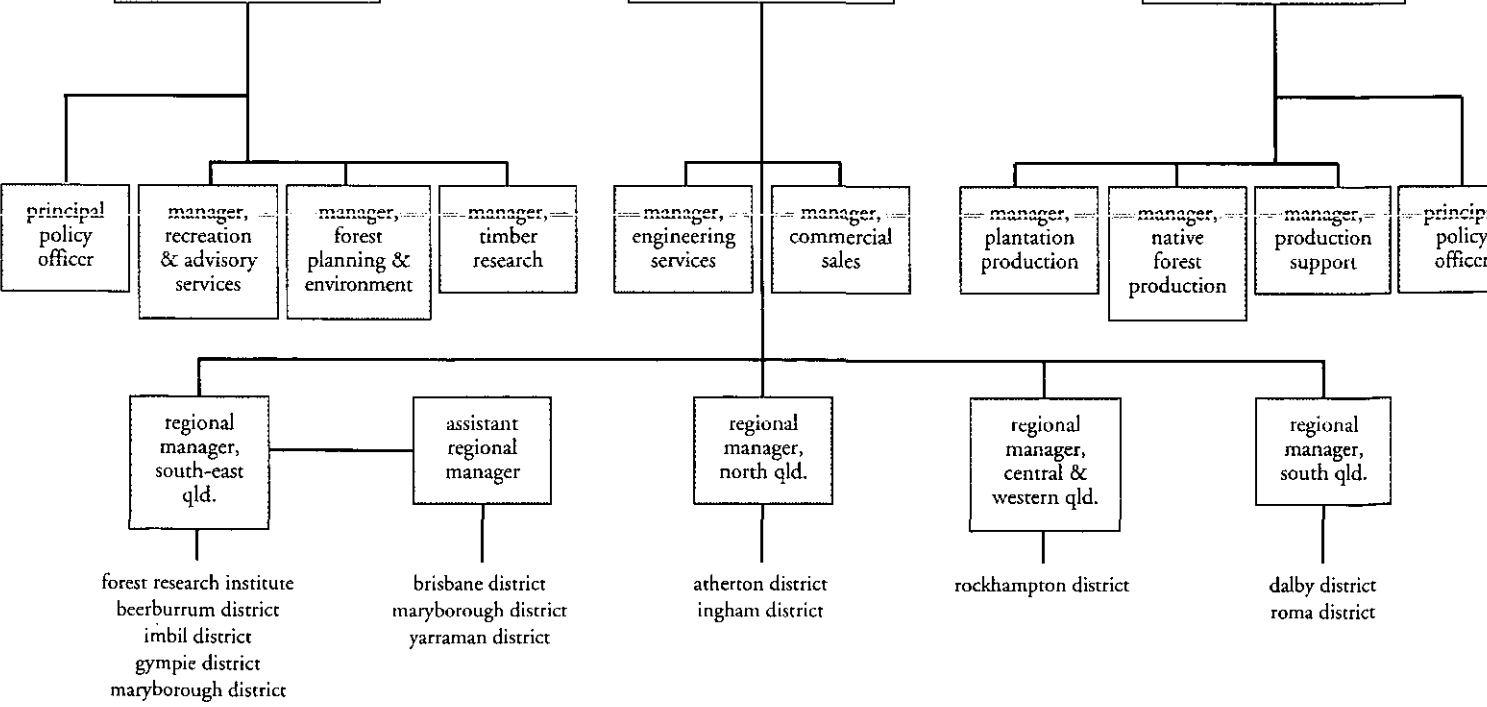 principal
policy
officer
manager,
recreation
& advisory
services
manager,
forest
planning &
environment
manager,
timber
research
manager,
engineering
services
manager,
commercial
sales
manager,
plantation
production
manager,
native
forest
production
manager,
production
support
princip
policy
officer
regional
manager,
south-east
qld.
assistant
regional
manager
regional
manager,
north qld.
regional
manager,
central &
western qld.
regional
manager,
south qld.
forest research institute
beerburrum district
imbil district
gympie district
maryborough district
brisbane district
maryborough district
yarraman district
atherton district
ingham district
rockhampton district
dalby district
roma district